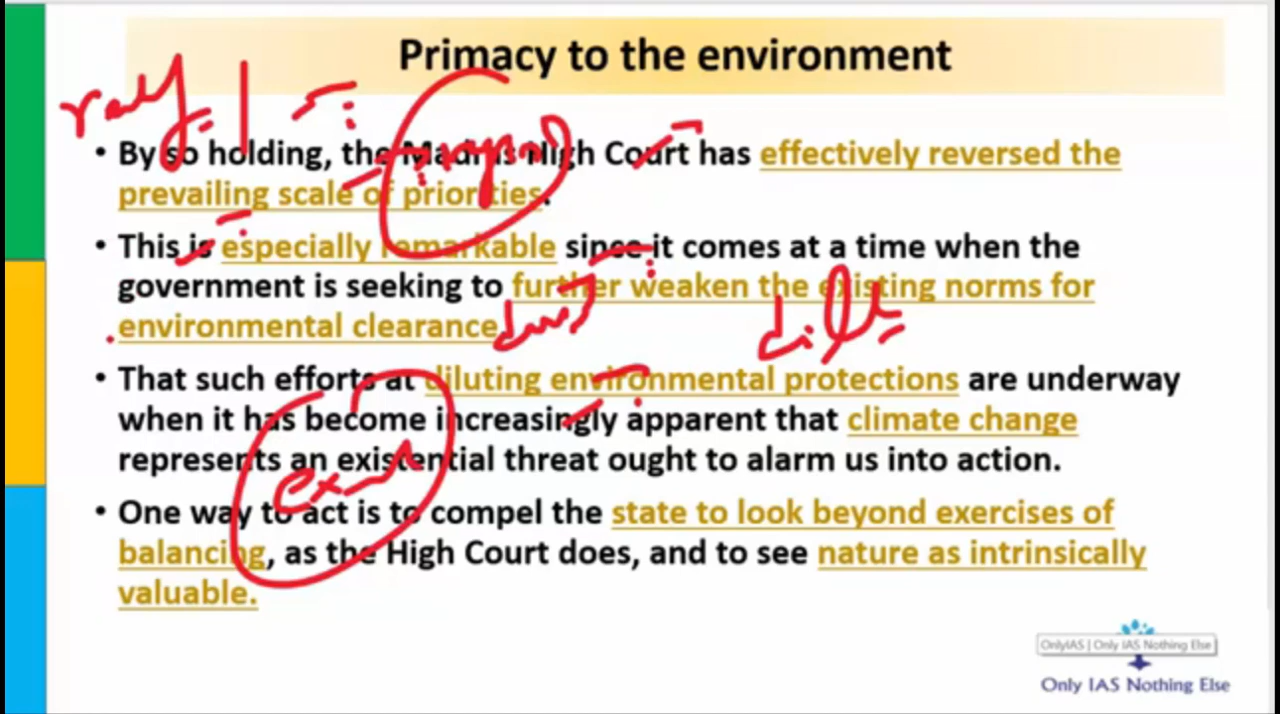 Primacy to the environment
• By so holding, the Madras High Court has effectively reversed the
prevailing scale of priorities.
• This is especially remarkable since it comes at a time when the
government is seeking to further weaken the existing norms for
environmental clearance
• That such efforts at diluting environmental protections are underway
when it has become increasingly apparent that climate change
represents an existential threat ought to alarm us into action.
• One way to act is to compel the state to look beyond exercises of
balancing, as the High Court does, and to see nature as intrinsically
valuable.
OnlyIAS | Only IAS Nothing Else
Only IAS Nothing Else